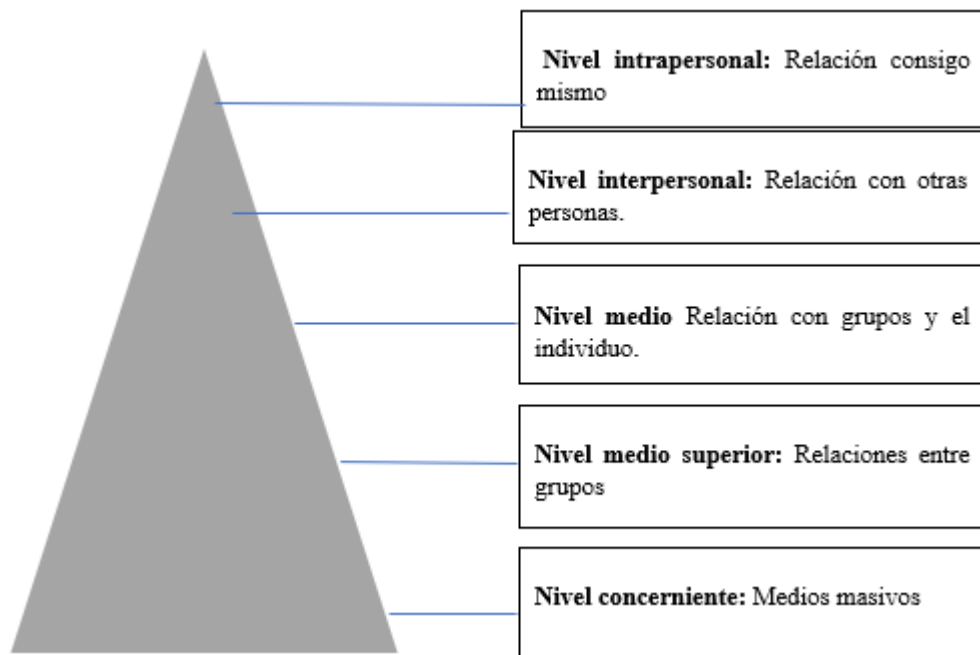 Nivel intrapersonal: Relación consigo
mismo
Nivel interpersonal: Relación con otras
personas.
Nivel medio Relación con grupos y el
individuo.
Nivel medio superior: Relaciones entre
grupos
Nivel concerniente: Medios masivos